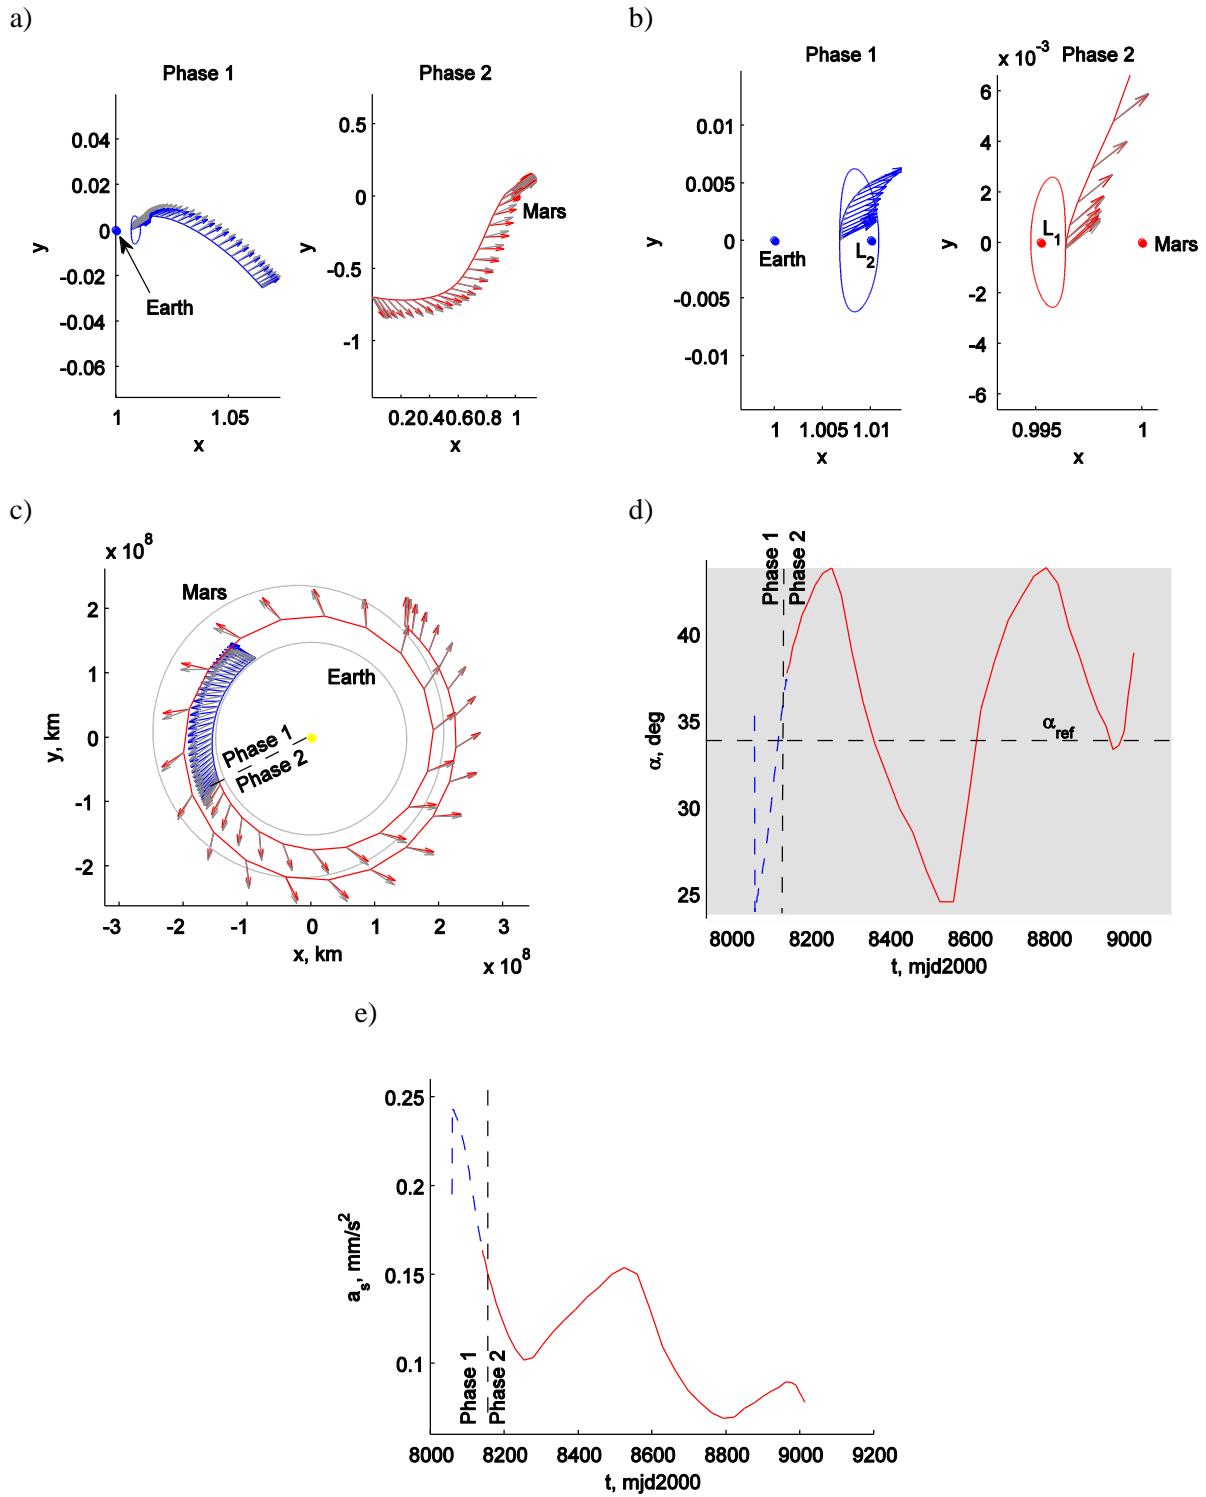 a)
Phase 1
Phase 2
0.04
0.02
0
-0.02
-0.04
-0.06
y
Earth
1
1.05
x
0.5
0
-0.5
-1
y
Mars
0.2 0.4 0.6 0.8 1
x
b)
Phase 1
0.01
0.005
0
-0.005
-0.01
y
Earth
L2
1
1.005
1.01
x
x 10^-3
Phase 2
6
4
2
0
-2
-4
-6
y
L1
Mars
0.995
1
x
c)
x 10^8
Mars
Earth
Phase 1
Phase 2
2
1
0
-1
-2
y, km
-3 -2 -1 0 1 2 3
x, km
x 10^8
d)
Phase 1
Phase 2
40
35
30
25
α, deg
αref
8000 8200 8400 8600 8800 9000
t, mjd2000
e)
0.25
0.2
0.15
0.1
as, mm/s²
Phase 1
Phase 2
8000 8200 8400 8600 8800 9000 9200
t, mjd2000